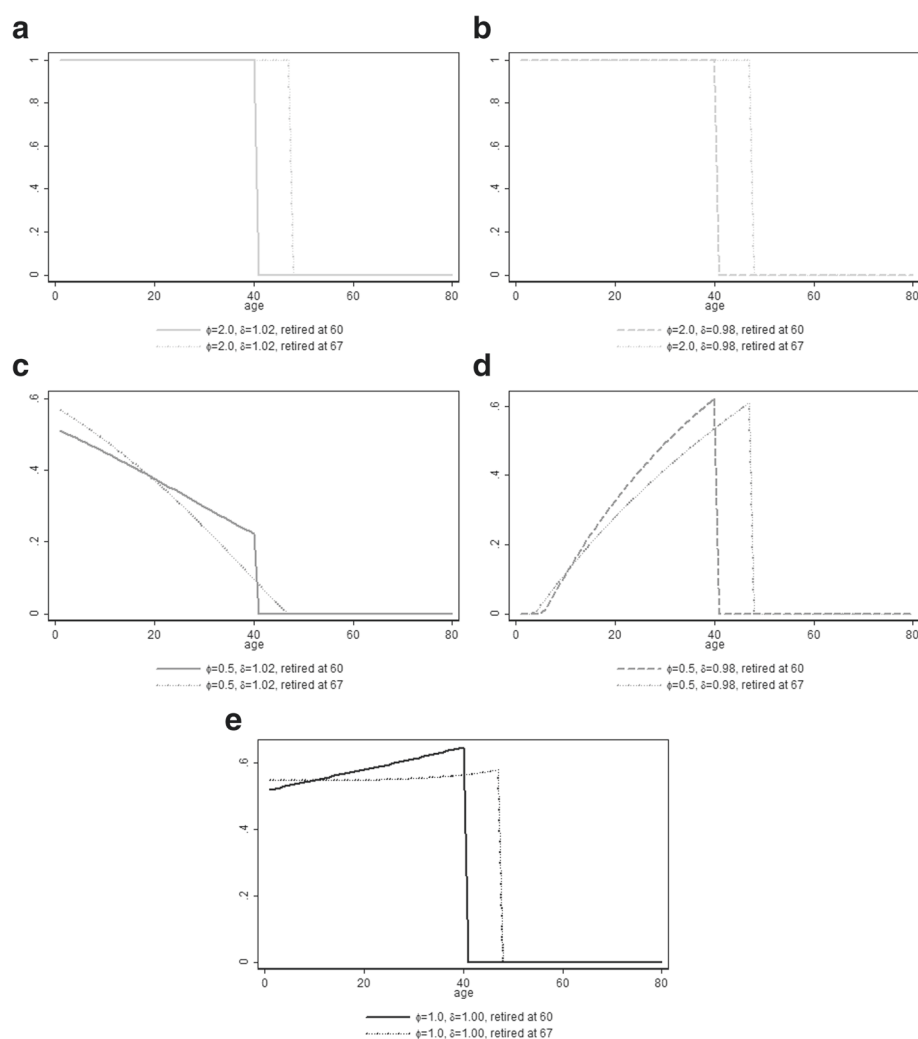 a
1
.8
.6
.4
.2
0
0 20 40 60 80
age
ϕ=2.0, δ=1.02, retired at 60
ϕ=2.0, δ=1.02, retired at 67
b
1
.8
.6
.4
.2
0
0 20 40 60 80
age
ϕ=2.0, δ=0.98, retired at 60
ϕ=2.0, δ=0.98, retired at 67
c
.6
.4
.2
0
0 20 40 60 80
age
ϕ=0.5, δ=1.02, retired at 60
ϕ=0.5, δ=1.02, retired at 67
d
.6
.4
.2
0
0 20 40 60 80
age
ϕ=0.5, δ=0.98, retired at 60
ϕ=0.5, δ=0.98, retired at 67
e
.6
.4
.2
0
0 20 40 60 80
age
ϕ=1.0, δ=1.00, retired at 60
ϕ=1.0, δ=1.00, retired at 67